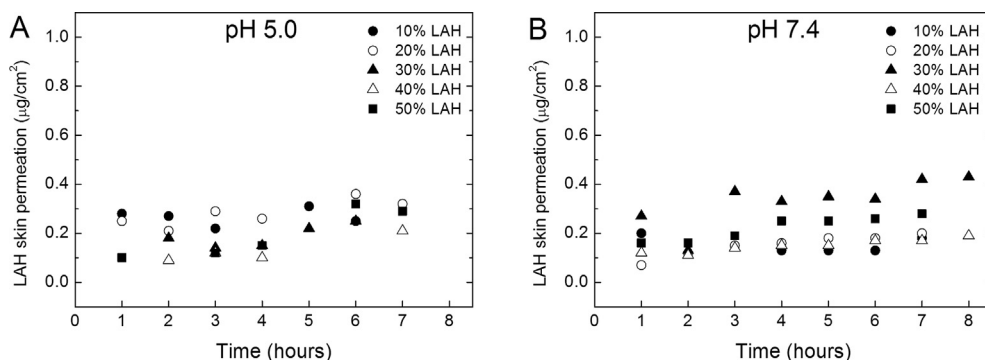 A
pH 5.0
10% LAH
20% LAH
30% LAH
40% LAH
50% LAH
LAH skin permeation (μg/cm²)
1.0
0.8
0.6
0.4
0.2
0.0
0 1 2 3 4 5 6 7 8
Time (hours)
B
pH 7.4
10% LAH
20% LAH
30% LAH
40% LAH
50% LAH
LAH skin permeation (μg/cm²)
1.0
0.8
0.6
0.4
0.2
0.0
0 1 2 3 4 5 6 7 8
Time (hours)